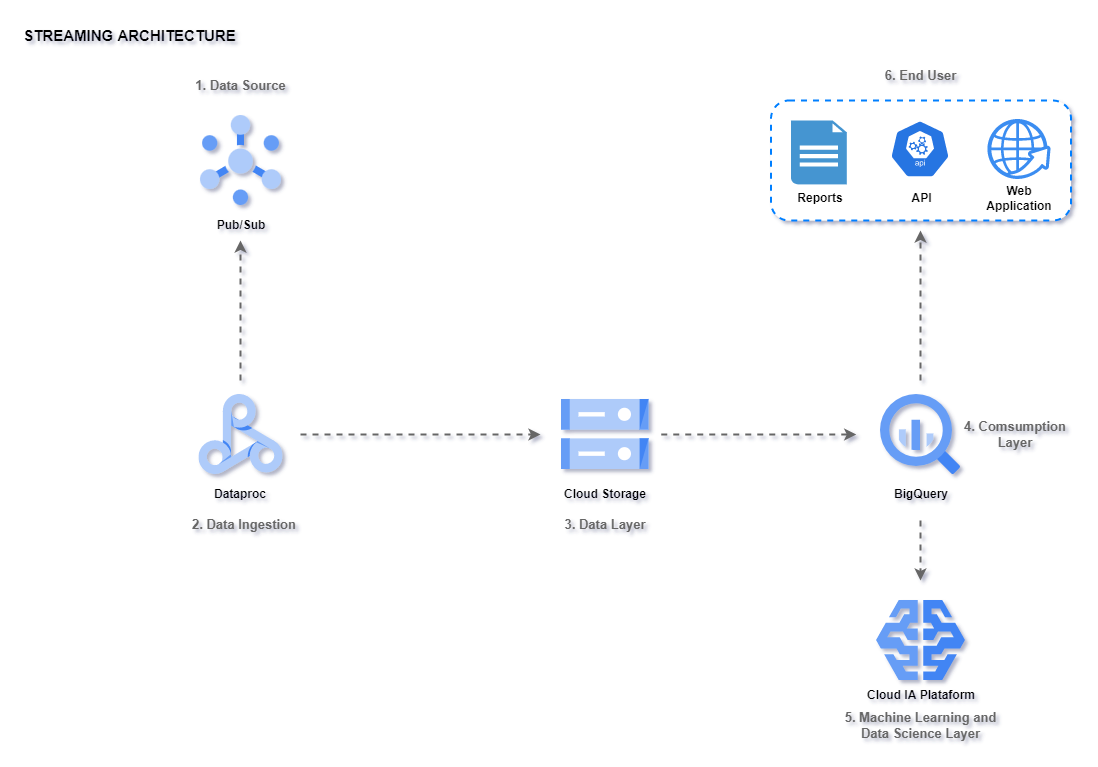 STREAMING ARCHITECTURE
1. Data Source
Pub/Sub
6. End User
Reports
API
api
Web
Application
Dataproc
2. Data Ingestion
Cloud Storage
3. Data Layer
4. Comsumption
Layer
BigQuery
Cloud IA Plataform
5. Machine Learning and
Data Science Layer